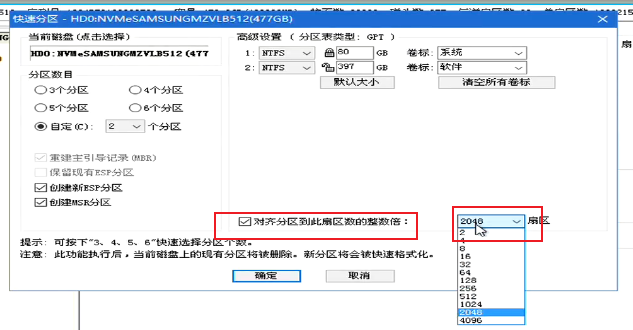 快速分区 - HD0:NVMeSAMSUNGMZVLB512(477GB)
当前磁盘(点击选择)
HD0:NVMeSAMSUNGMZVLB512 (477
高级设置 ( 分区表类型: GPT )
1: NTFS 80 GB 卷标: 系统
2: NTFS 397 GB 卷标: 软件
默认大小 清空所有卷标
分区数目
3个分区 4个分区
5个分区 6个分区
自定(C): 2 个分区
重建主引导记录(MBR)
保留现有ESP分区
创建新ESP分区
创建MSR分区
对齐分区到此扇区数的整数倍: 2048 扇区
2
4
8
16
32
64
128
256
512
1024
2048
4096
提示: 可按下"3、4、5、6"快速选择分区个数。
注意: 此功能执行后,当前磁盘上的现有分区将被删除。新分区将会被快速格式化。
确定 取消
扇